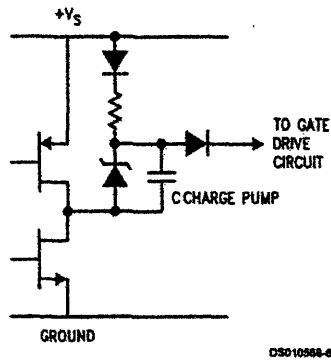 +VS
TO GATE
DRIVE
CIRCUIT
C CHARGE PUMP
GROUND
DS010568-6